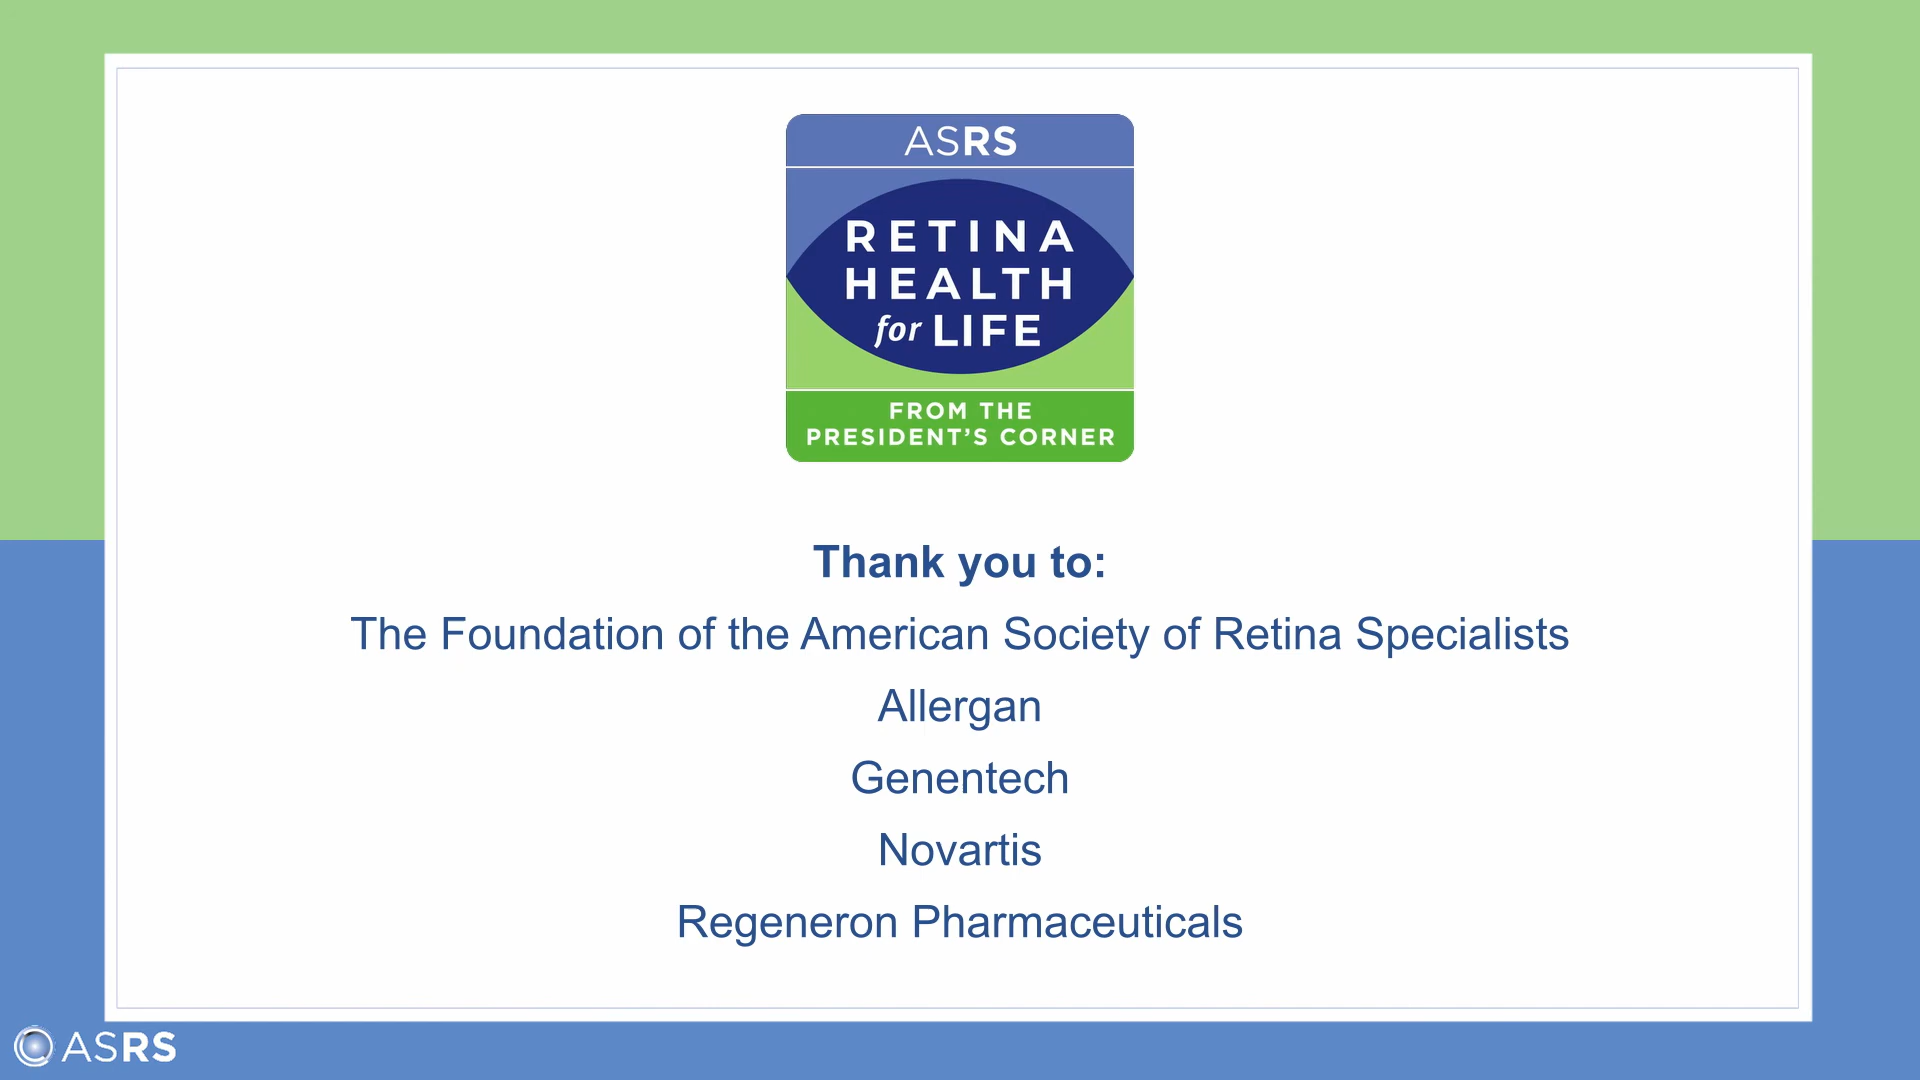 ASRS
RETINA
HEALTH
for LIFE
FROM THE
PRESIDENT'S CORNER
Thank you to:
The Foundation of the American Society of Retina Specialists
Allergan
Genentech
Novartis
Regeneron Pharmaceuticals
ASRS